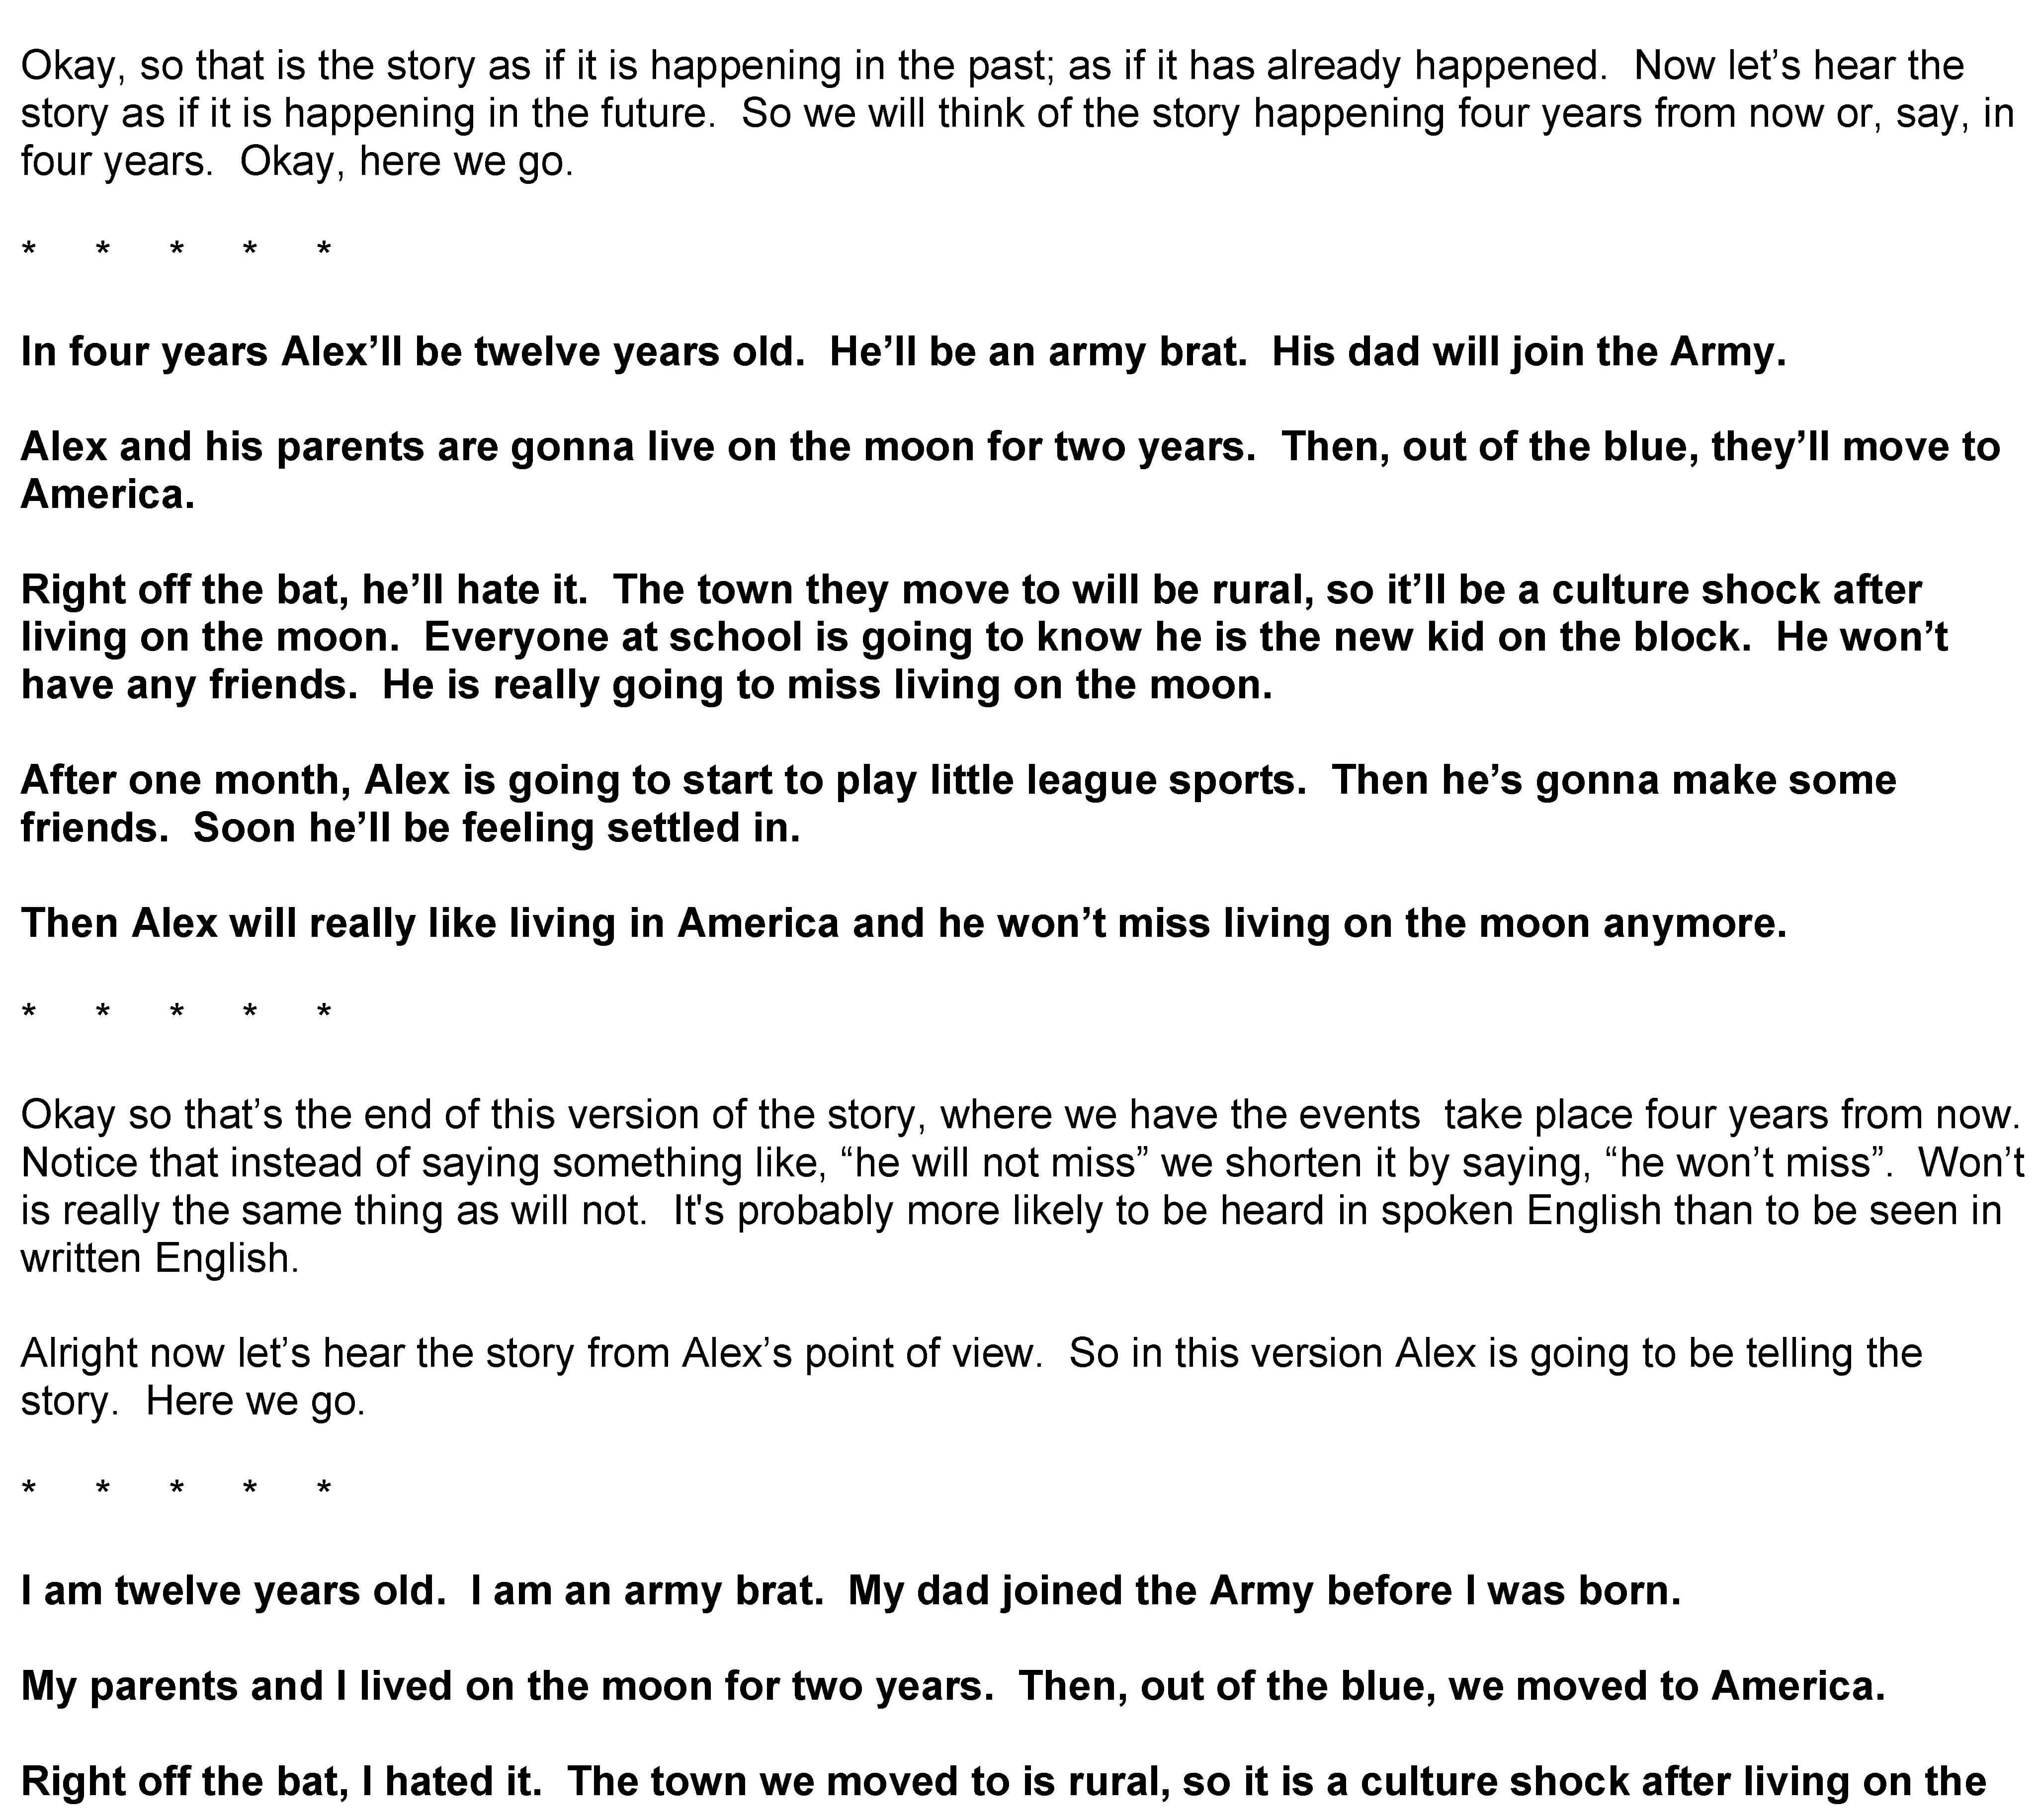 Okay, so that is the story as if it is happening in the past; as if it has already happened.  Now let’s hear the
story as if it is happening in the future.  So we will think of the story happening four years from now or, say, in
four years.  Okay, here we go.
*     *     *     *     *
In four years Alex’ll be twelve years old.  He’ll be an army brat.  His dad will join the Army.
Alex and his parents are gonna live on the moon for two years.  Then, out of the blue, they’ll move to
America.
Right off the bat, he’ll hate it.  The town they move to will be rural, so it’ll be a culture shock after
living on the moon.  Everyone at school is going to know he is the new kid on the block.  He won’t
have any friends.  He is really going to miss living on the moon.
After one month, Alex is going to start to play little league sports.  Then he’s gonna make some
friends.  Soon he’ll be feeling settled in.
Then Alex will really like living in America and he won’t miss living on the moon anymore.
*     *     *     *     *
Okay so that’s the end of this version of the story, where we have the events  take place four years from now.
Notice that instead of saying something like, “he will not miss” we shorten it by saying, “he won’t miss”.  Won’t
is really the same thing as will not.  It's probably more likely to be heard in spoken English than to be seen in
written English.
Alright now let’s hear the story from Alex’s point of view.  So in this version Alex is going to be telling the
story.  Here we go.
*     *     *     *     *
I am twelve years old.  I am an army brat.  My dad joined the Army before I was born.
My parents and I lived on the moon for two years.  Then, out of the blue, we moved to America.
Right off the bat, I hated it.  The town we moved to is rural, so it is a culture shock after living on the